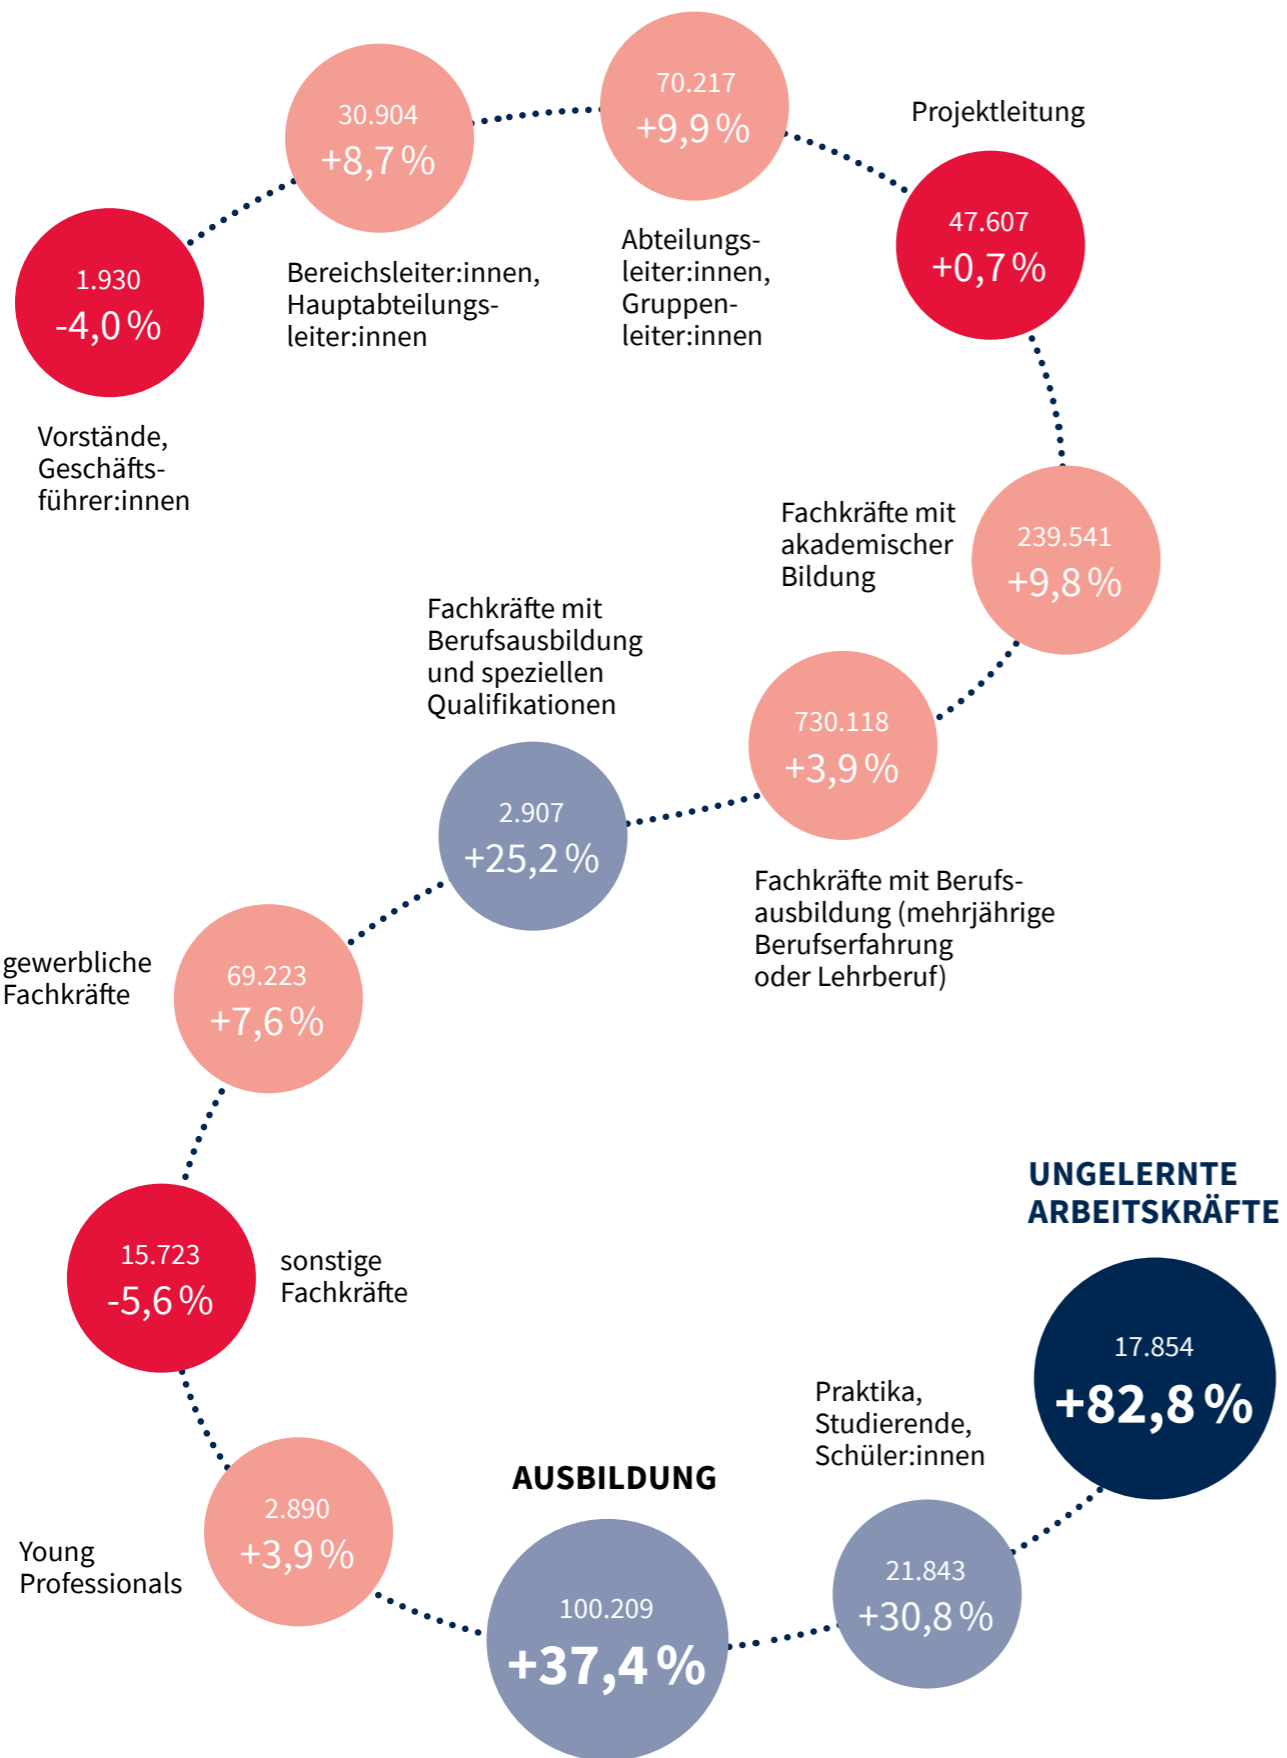 1.930
-4,0 %
Vorstände,
Geschäfts-
führer:innen
30.904
+8,7 %
Bereichsleiter:innen,
Hauptabteilungs-
leiter:innen
70.217
+9,9 %
Abteilungs-
leiter:innen,
Gruppen-
leiter:innen
Projektleitung
47.607
+0,7 %
Fachkräfte mit
akademischer
Bildung
239.541
+9,8 %
730.118
+3,9 %
Fachkräfte mit Berufs-
ausbildung (mehrjährige
Berufserfahrung
oder Lehrberuf)
Fachkräfte mit
Berufsausbildung
und speziellen
Qualifikationen
2.907
+25,2 %
gewerbliche
Fachkräfte
69.223
+7,6 %
15.723
-5,6 %
sonstige
Fachkräfte
Young
Professionals
2.890
+3,9 %
AUSBILDUNG
100.209
+37,4 %
Praktika,
Studierende,
Schüler:innen
21.843
+30,8 %
UNGELERNTE
ARBEITSKRÄFTE
17.854
+82,8 %